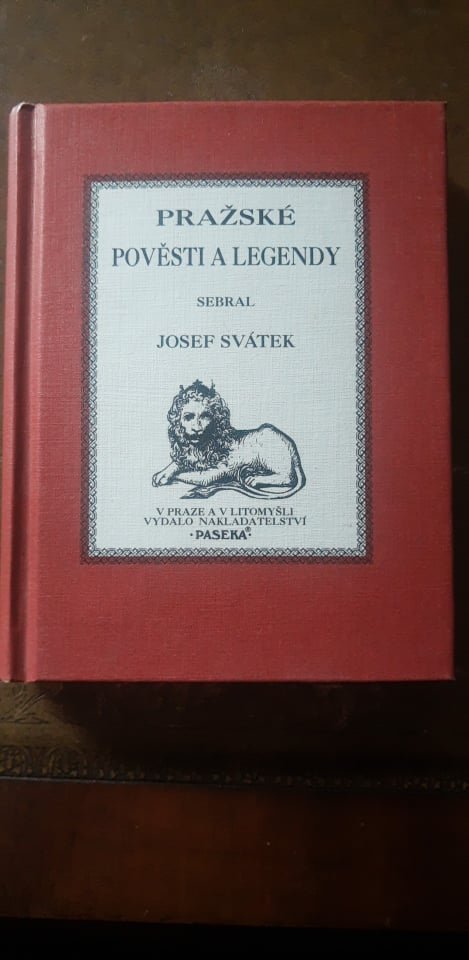 PRAŽSKÉ
POVĚSTI A LEGENDY
SEBRAL
JOSEF SVÁTEK
V PRAZE A V LITOMYŠLI
VYDALO NAKLADATELSTVÍ
·PASEKA®·